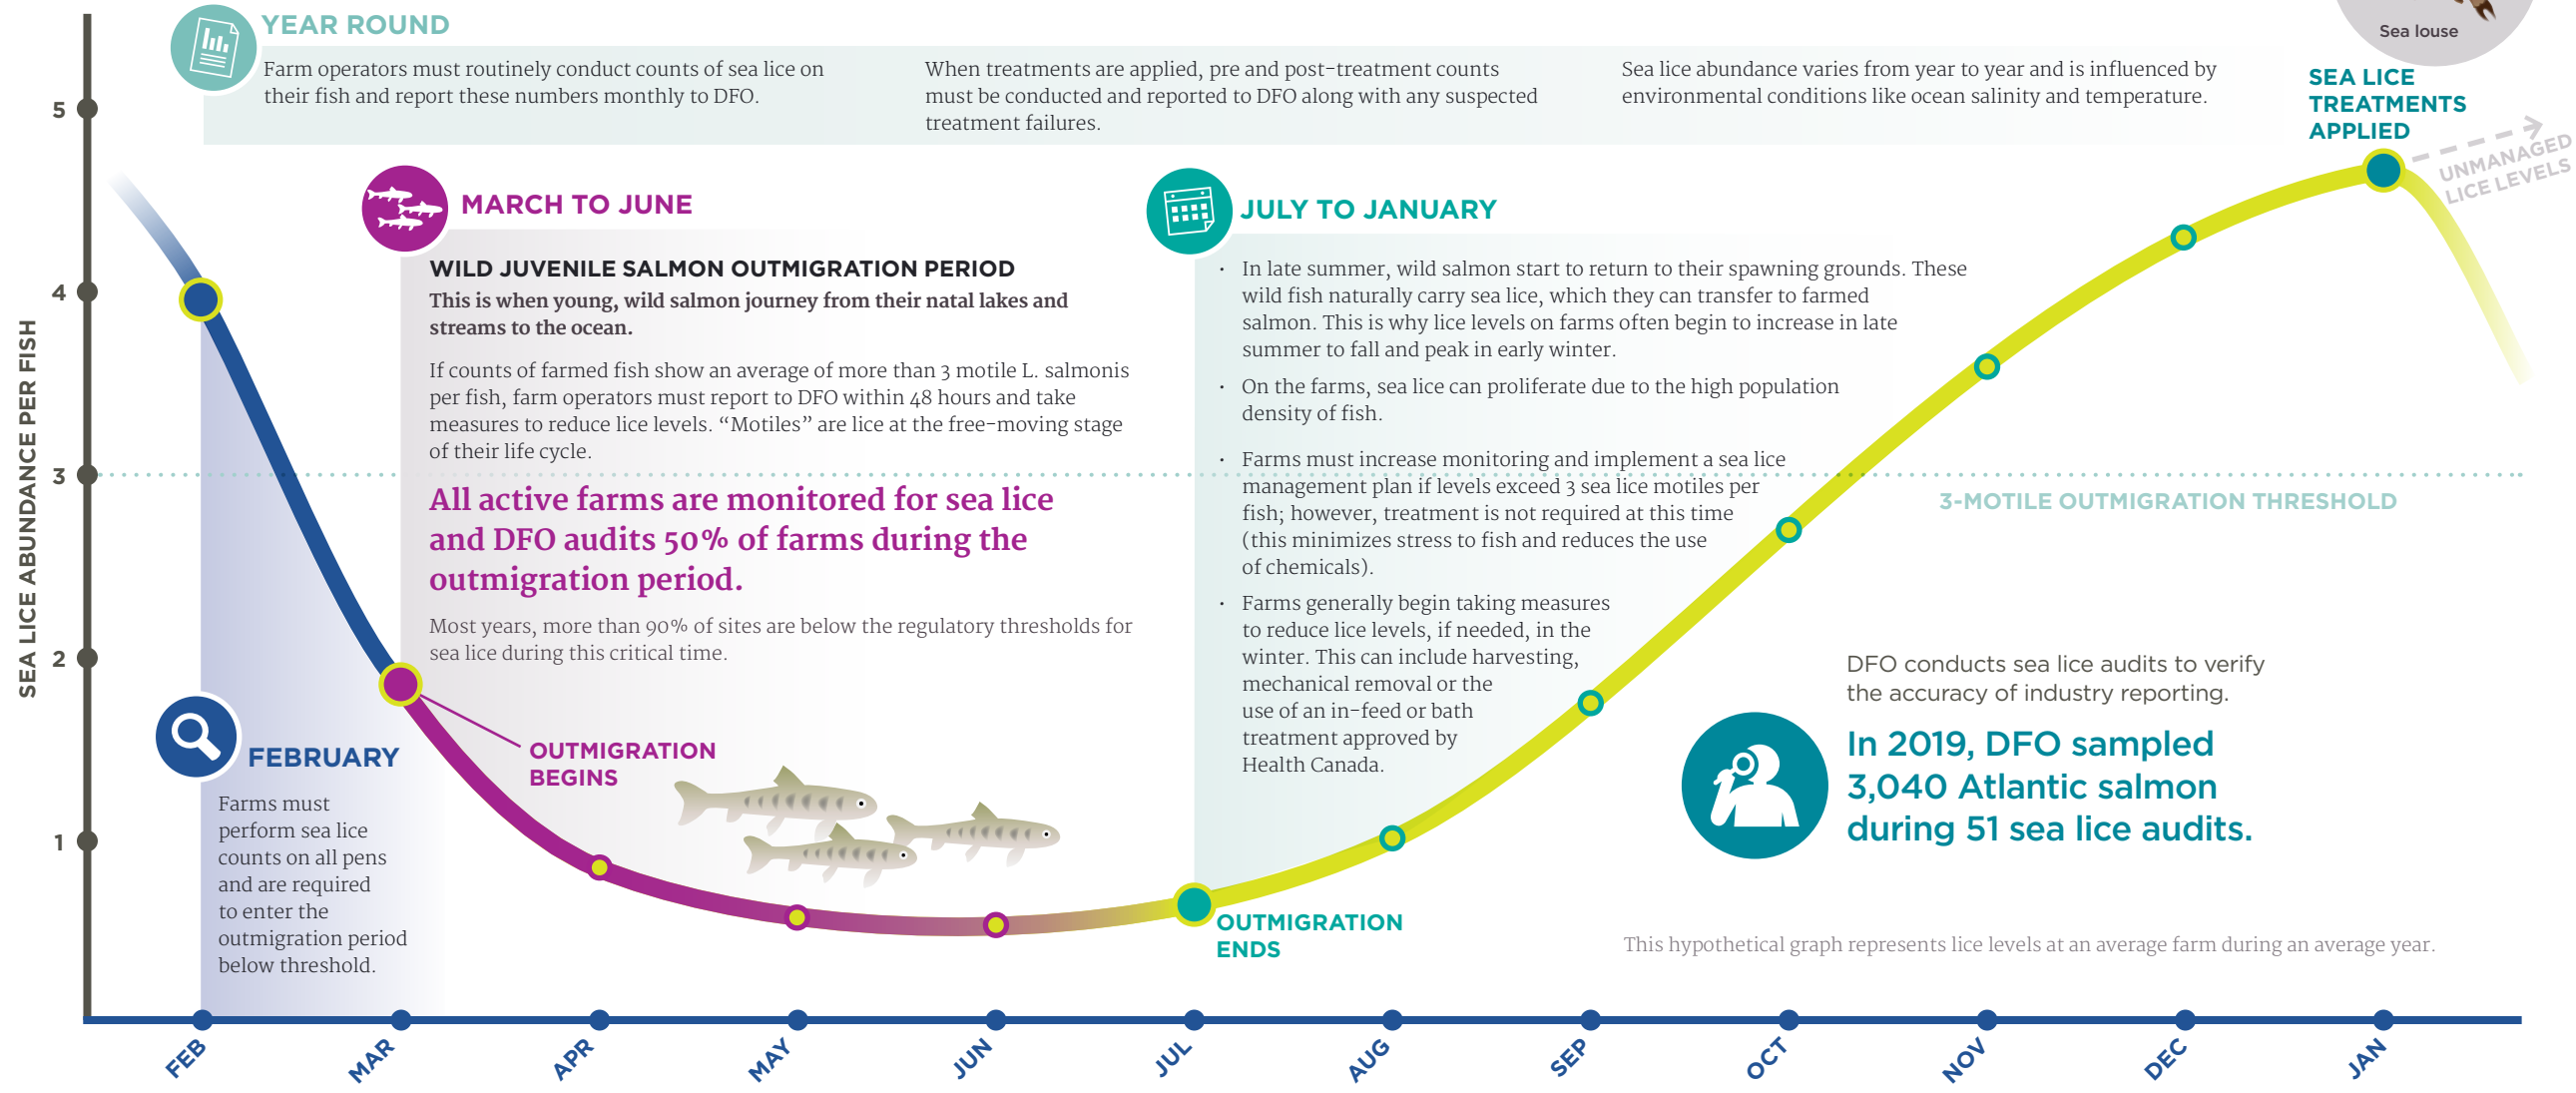 Sea louse
YEAR ROUND
Farm operators must routinely conduct counts of sea lice on
their fish and report these numbers monthly to DFO.
When treatments are applied, pre and post-treatment counts
must be conducted and reported to DFO along with any suspected
treatment failures.
Sea lice abundance varies from year to year and is influenced by
environmental conditions like ocean salinity and temperature.
SEA LICE
TREATMENTS
APPLIED
UNMANAGED
LICE LEVELS
SEA LICE ABUNDANCE PER FISH
5
4
3
2
1
MARCH TO JUNE
WILD JUVENILE SALMON OUTMIGRATION PERIOD
This is when young, wild salmon journey from their natal lakes and
streams to the ocean.
If counts of farmed fish show an average of more than 3 motile L. salmonis
per fish, farm operators must report to DFO within 48 hours and take
measures to reduce lice levels. “Motiles” are lice at the free-moving stage
of their life cycle.
All active farms are monitored for sea lice
and DFO audits 50% of farms during the
outmigration period.
Most years, more than 90% of sites are below the regulatory thresholds for
sea lice during this critical time.
JULY TO JANUARY
• In late summer, wild salmon start to return to their spawning grounds. These
wild fish naturally carry sea lice, which they can transfer to farmed
salmon. This is why lice levels on farms often begin to increase in late
summer to fall and peak in early winter.
• On the farms, sea lice can proliferate due to the high population
density of fish.
• Farms must increase monitoring and implement a sea lice
management plan if levels exceed 3 sea lice motiles per
fish; however, treatment is not required at this time
(this minimizes stress to fish and reduces the use
of chemicals).
• Farms generally begin taking measures
to reduce lice levels, if needed, in the
winter. This can include harvesting,
mechanical removal or the
use of an in-feed or bath
treatment approved by
Health Canada.
3-MOTILE OUTMIGRATION THRESHOLD
DFO conducts sea lice audits to verify
the accuracy of industry reporting.
In 2019, DFO sampled
3,040 Atlantic salmon
during 51 sea lice audits.
FEBRUARY
Farms must
perform sea lice
counts on all pens
and are required
to enter the
outmigration period
below threshold.
OUTMIGRATION
BEGINS
OUTMIGRATION
ENDS
This hypothetical graph represents lice levels at an average farm during an average year.
FEB
MAR
APR
MAY
JUN
JUL
AUG
SEP
OCT
NOV
DEC
JAN